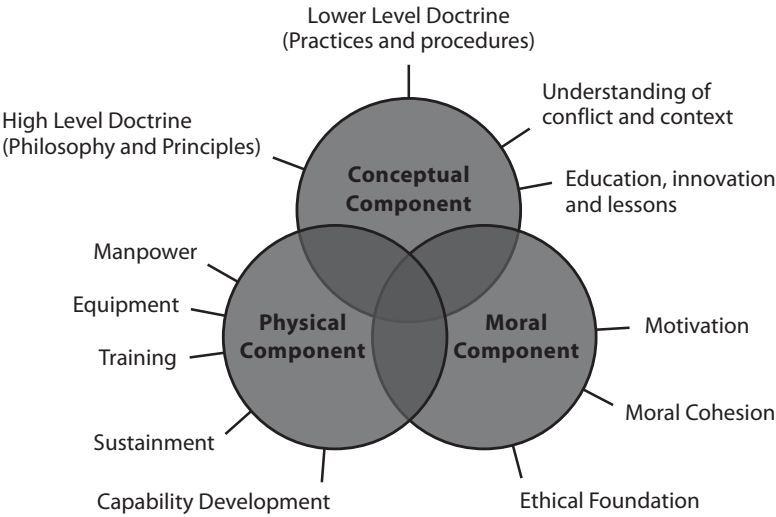 Lower Level Doctrine
(Practices and procedures)
Understanding of
conflict and context
High Level Doctrine
(Philosophy and Principles)
Conceptual
Component
Education, innovation
and lessons
Manpower
Equipment
Training
Sustainment
Capability Development
Physical
Component
Moral
Component
Motivation
Moral Cohesion
Ethical Foundation